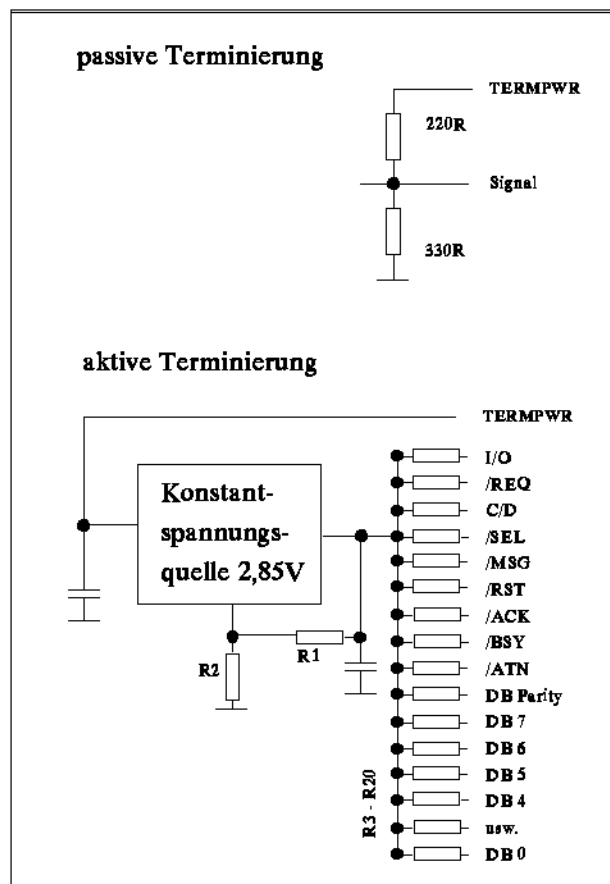 passive Terminierung
TERMPWR
220R
Signal
330R
aktive Terminierung
TERMPWR
I/O
/REQ
C/D
/SEL
/MSG
/RST
/ACK
/BSY
/ATN
DB Parity
DB 7
DB 6
DB 5
DB 4
usw.
DB 0
Konstant-
spannungs-
quelle 2,85V
R1
R2
R3 - R20